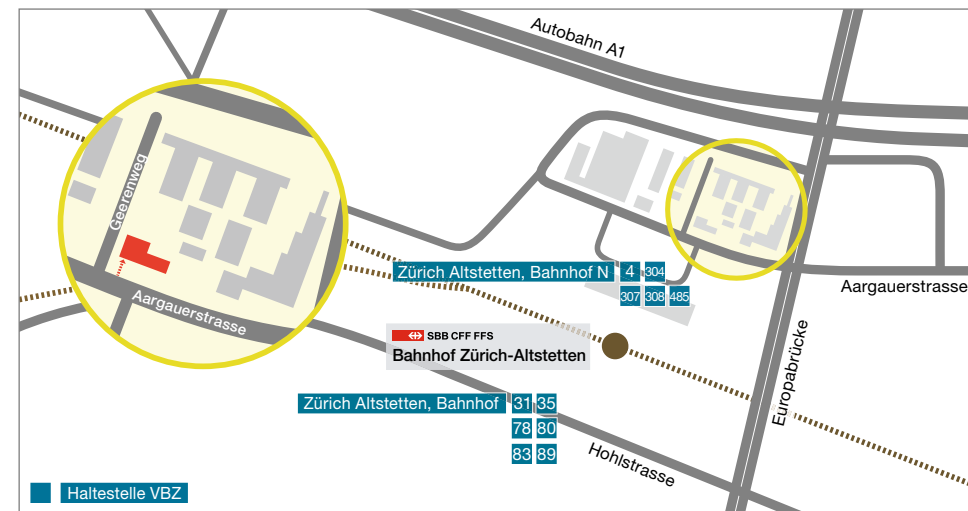 Autobahn A1
Geerenweg
Zürich Altstetten, Bahnhof N 4 304
307 308 485
Aargauerstrasse
Aargauerstrasse
SBB CFF FFS
Bahnhof Zürich-Altstetten
Europabrücke
Zürich Altstetten, Bahnhof 31 35
78 80
83 89
Hohlstrasse
Haltestelle VBZ